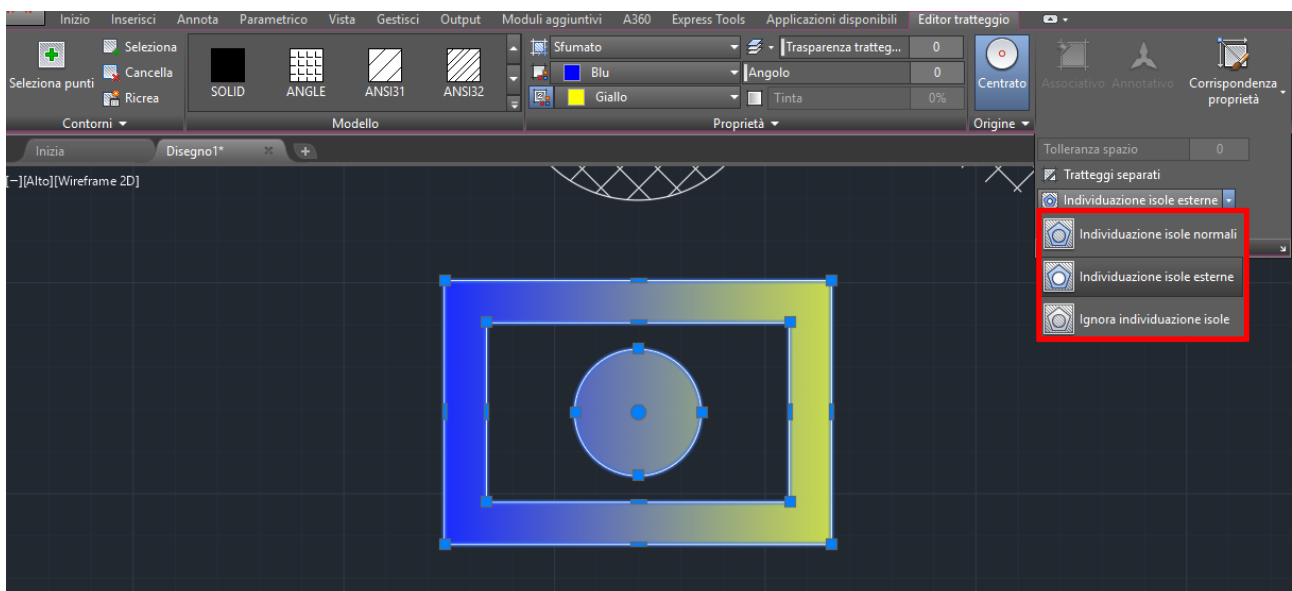 Inizio Inserisci Annota Parametrico Vista Gestisci Output Moduli aggiuntivi A360 Express Tools Applicazioni disponibili Editor tratteggio
Seleziona punti
Seleziona
Cancella
Ricrea
Contorni
SOLID ANGLE ANSI31 ANSI32
Modello
Sfumato
Blu
Giallo
Trasparenza tratteg... 0
Angolo 0
Tinta 0%
Proprietà
Centrato
Origine
Associativo Annotativo
Corrispondenza
proprietà
Tolleranza spazio 0
Tratteggi separati
Individuazione isole esterne
Individuazione isole normali
Individuazione isole esterne
Ignora individuazione isole
Inizia Disegno1*
[–][Alto][Wireframe 2D]